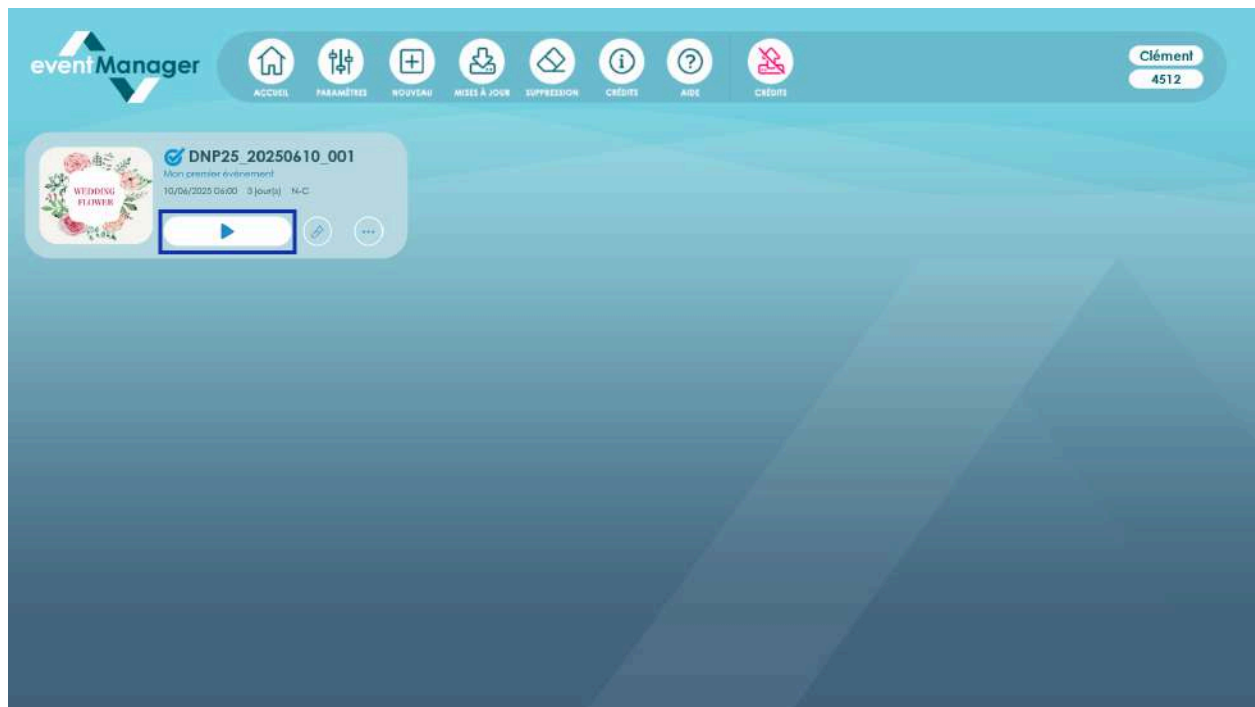 eventManager
ACCUEIL
PARAMÈTRES
NOUVEAU
MISES À JOUR
SUPPRESSION
CRÉDITS
AIDE
CRÉDITS
Clément
4512
DNP25_20250610_001
Mon premier évènement
10/06/2025 06:00 3 jour(s) N-C
WEDDING
FLOWER